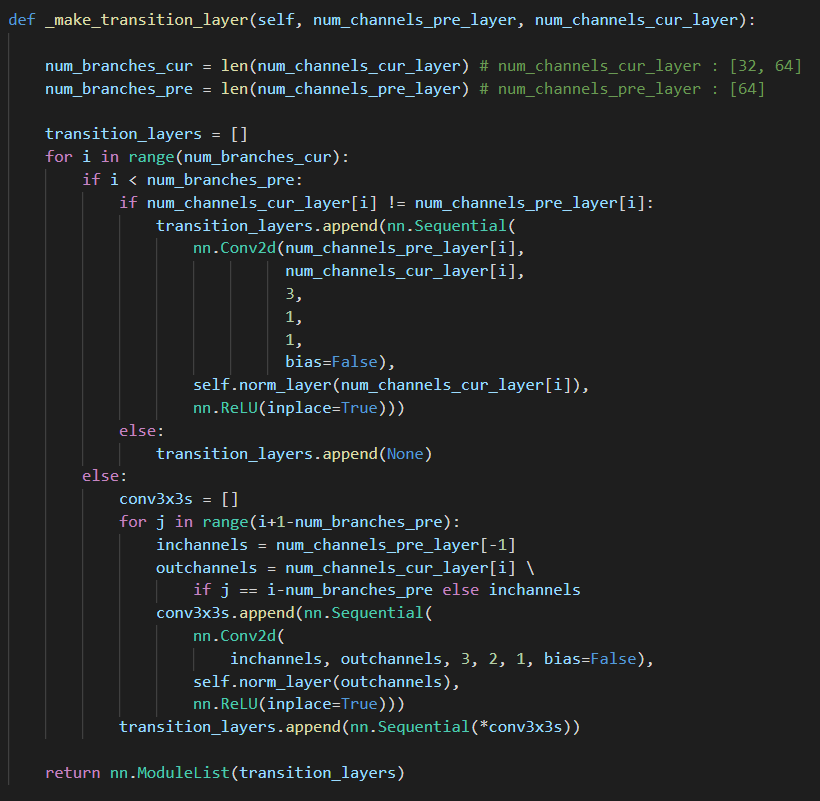 def _make_transition_layer(self, num_channels_pre_layer, num_channels_cur_layer):

    num_branches_cur = len(num_channels_cur_layer) # num_channels_cur_layer : [32, 64]
    num_branches_pre = len(num_channels_pre_layer) # num_channels_pre_layer : [64]

    transition_layers = []
    for i in range(num_branches_cur):
        if i < num_branches_pre:
            if num_channels_cur_layer[i] != num_channels_pre_layer[i]:
                transition_layers.append(nn.Sequential(
                    nn.Conv2d(num_channels_pre_layer[i],
                              num_channels_cur_layer[i],
                              3,
                              1,
                              1,
                              bias=False),
                    self.norm_layer(num_channels_cur_layer[i]),
                    nn.ReLU(inplace=True)))
            else:
                transition_layers.append(None)
        else:
            conv3x3s = []
            for j in range(i+1-num_branches_pre):
                inchannels = num_channels_pre_layer[-1]
                outchannels = num_channels_cur_layer[i] \
                    if j == i-num_branches_pre else inchannels
                conv3x3s.append(nn.Sequential(
                    nn.Conv2d(
                        inchannels, outchannels, 3, 2, 1, bias=False),
                    self.norm_layer(outchannels),
                    nn.ReLU(inplace=True)))
            transition_layers.append(nn.Sequential(*conv3x3s))

    return nn.ModuleList(transition_layers)